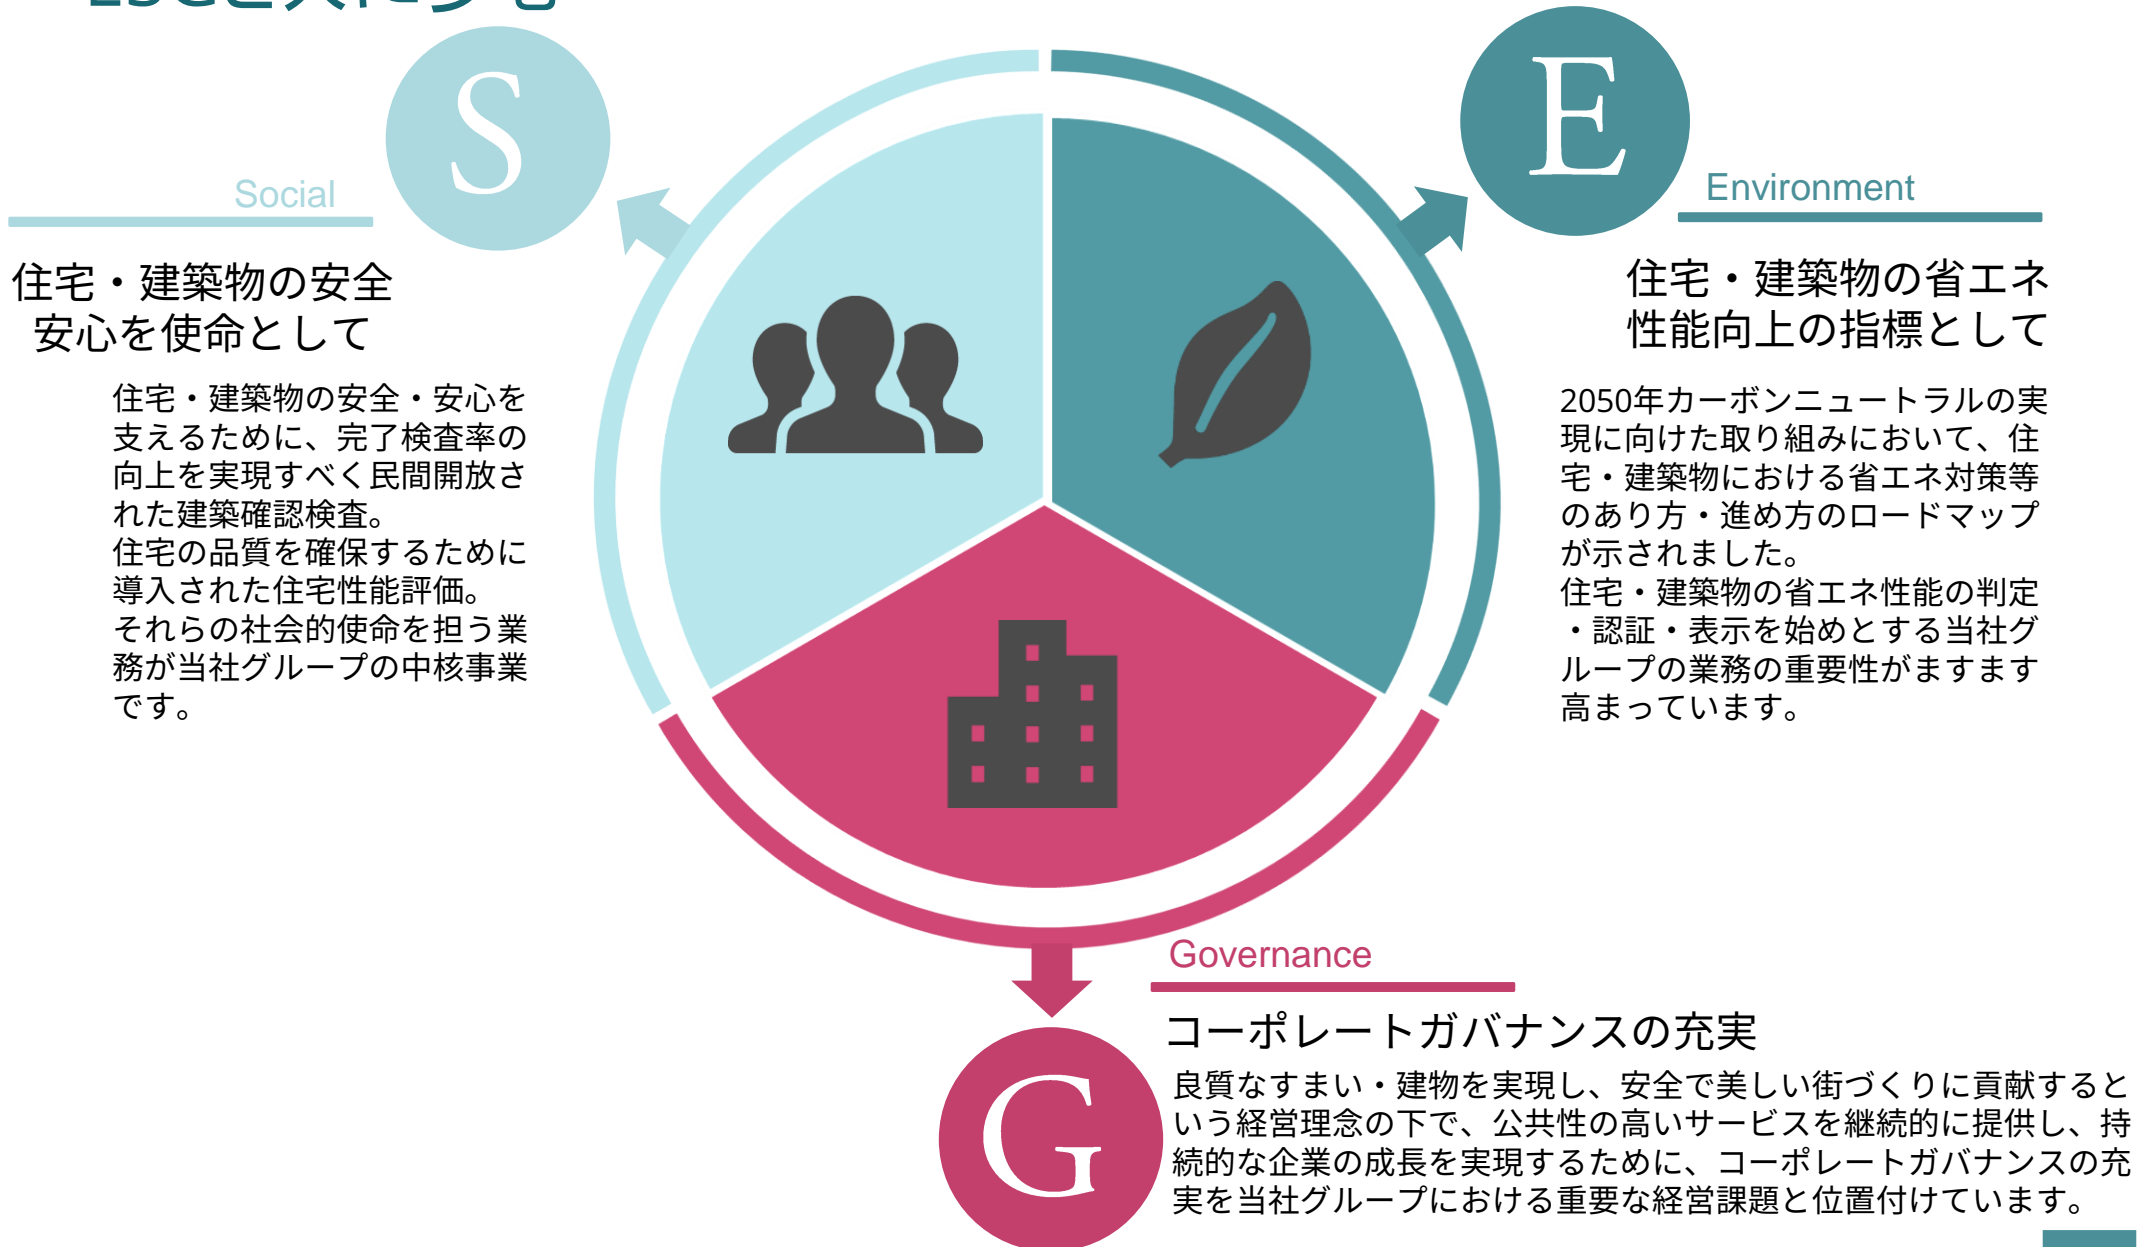 S
Social
住宅・建築物の安全
安心を使命として
住宅・建築物の安全・安心を
支えるために、完了検査率の
向上を実現すべく民間開放さ
れた建築確認検査。
住宅の品質を確保するために
導入された住宅性能評価。
それらの社会的使命を担う業
務が当社グループの中核事業
です。
E
Environment
住宅・建築物の省エネ
性能向上の指標として
2050年カーボンニュートラルの実
現に向けた取り組みにおいて、住
宅・建築物における省エネ対策等
のあり方・進め方のロードマップ
が示されました。
住宅・建築物の省エネ性能の判定
・認証・表示を始めとする当社グ
ループの業務の重要性がますます
高まっています。
Governance
G
コーポレートガバナンスの充実
良質なすまい・建物を実現し、安全で美しい街づくりに貢献すると
いう経営理念の下で、公共性の高いサービスを継続的に提供し、持
続的な企業の成長を実現するために、コーポレートガバナンスの充
実を当社グループにおける重要な経営課題と位置付けています。